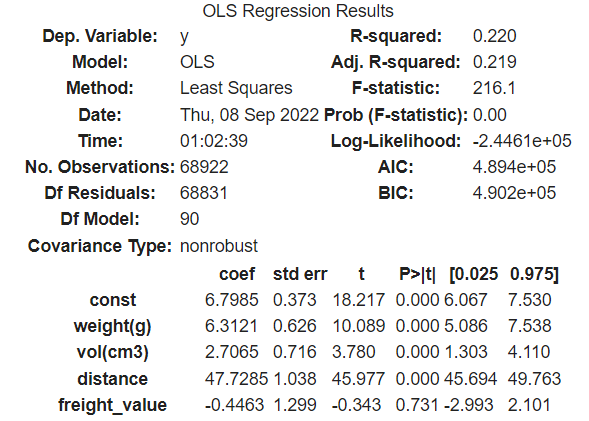 OLS Regression Results
Dep. Variable: y R-squared: 0.220
Model: OLS Adj. R-squared: 0.219
Method: Least Squares F-statistic: 216.1
Date: Thu, 08 Sep 2022 Prob (F-statistic): 0.00
Time: 01:02:39 Log-Likelihood: -2.4461e+05
No. Observations: 68922 AIC: 4.894e+05
Df Residuals: 68831 BIC: 4.902e+05
Df Model: 90
Covariance Type: nonrobust
coef std err t P>|t| [0.025 0.975]
const 6.7985 0.373 18.217 0.000 6.067 7.530
weight(g) 6.3121 0.626 10.089 0.000 5.086 7.538
vol(cm3) 2.7065 0.716 3.780 0.000 1.303 4.110
distance 47.7285 1.038 45.977 0.000 45.694 49.763
freight_value -0.4463 1.299 -0.343 0.731 -2.993 2.101